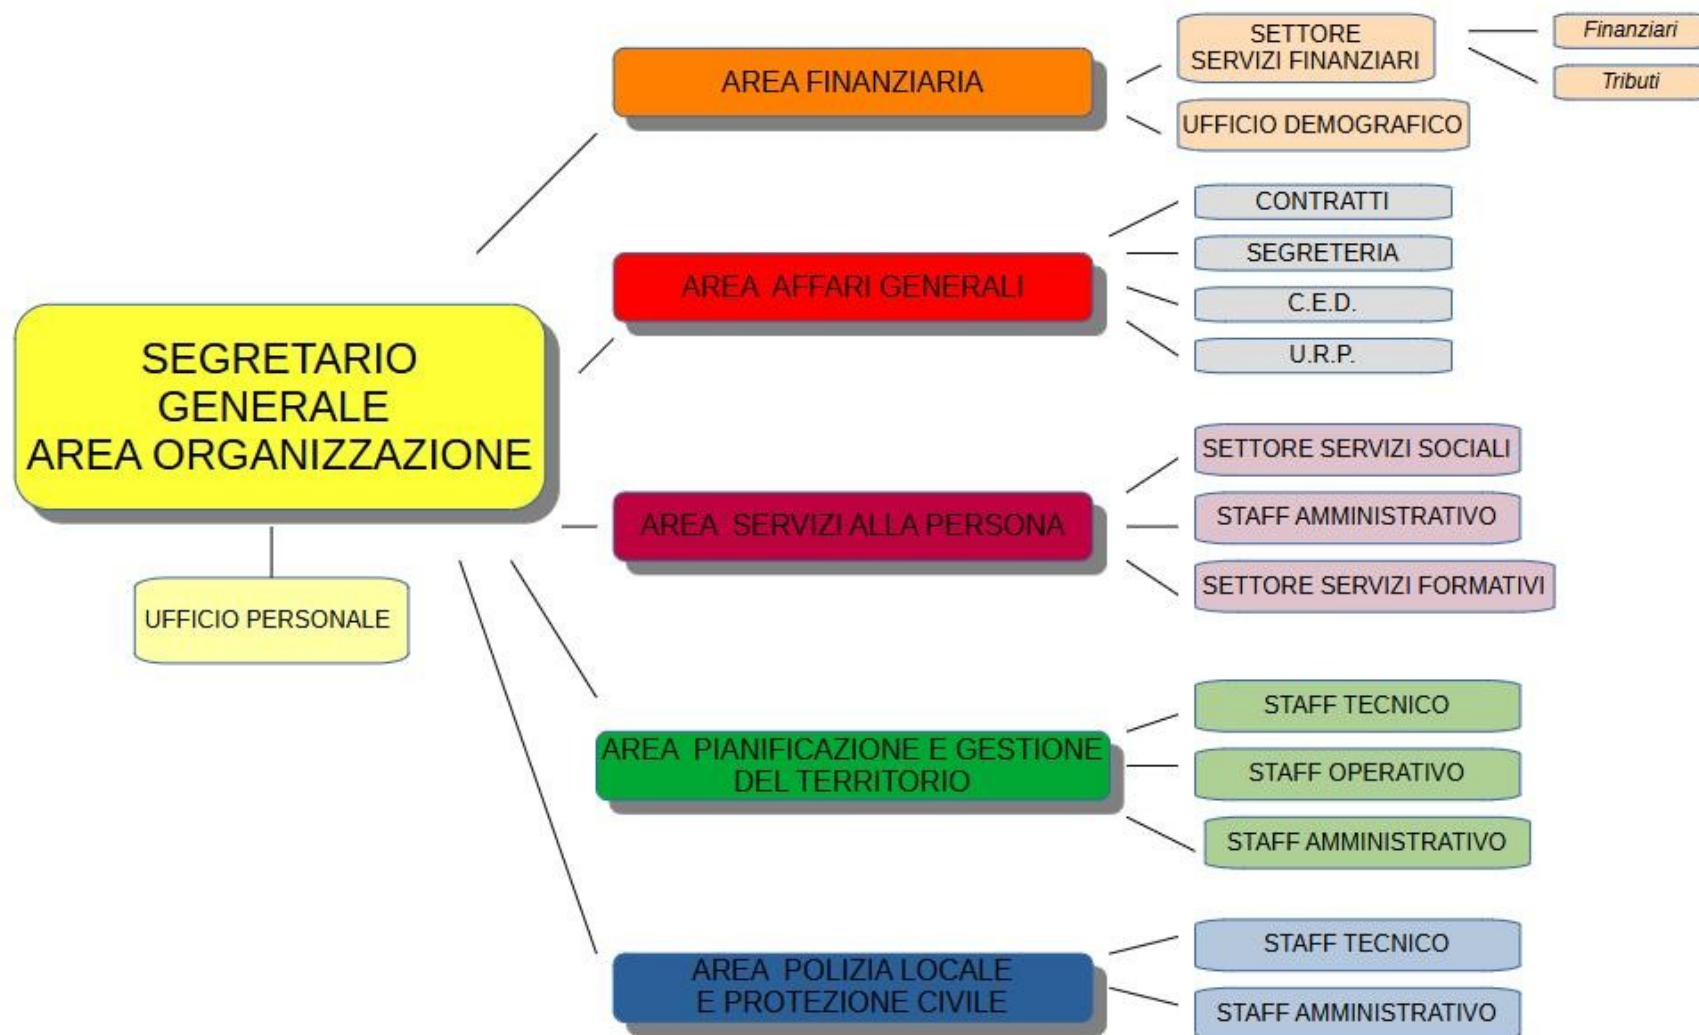 SEGRETARIO
GENERALE
AREA ORGANIZZAZIONE
UFFICIO PERSONALE
AREA FINANZIARIA
SETTORE
SERVIZI FINANZIARI
Finanziari
Tributi
UFFICIO DEMOGRAFICO
AREA AFFARI GENERALI
CONTRATTI
SEGRETERIA
C.E.D.
U.R.P.
AREA SERVIZI ALLA PERSONA
SETTORE SERVIZI SOCIALI
STAFF AMMINISTRATIVO
SETTORE SERVIZI FORMATIVI
AREA PIANIFICAZIONE E GESTIONE
DEL TERRITORIO
STAFF TECNICO
STAFF OPERATIVO
STAFF AMMINISTRATIVO
AREA POLIZIA LOCALE
E PROTEZIONE CIVILE
STAFF TECNICO
STAFF AMMINISTRATIVO